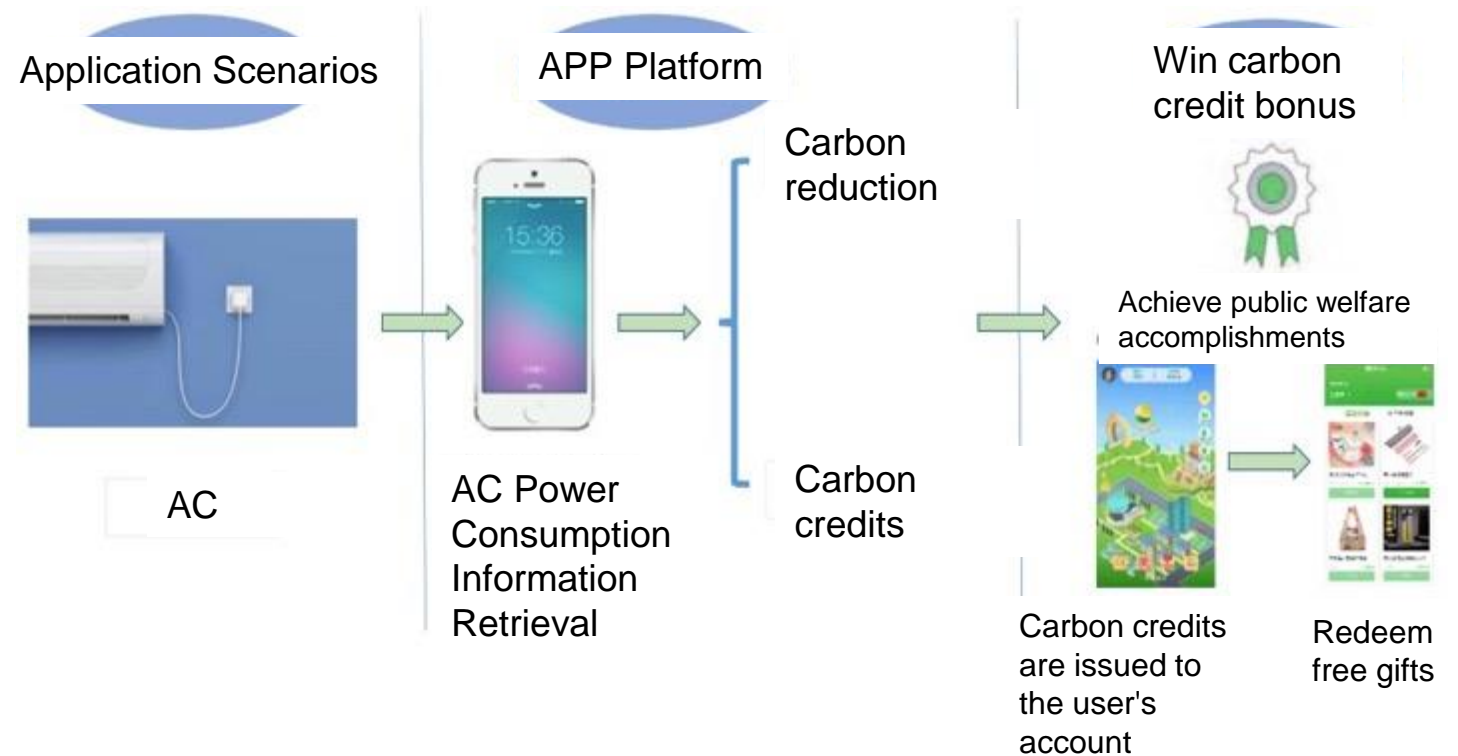 Application Scenarios
APP Platform
Win carbon
credit bonus
Carbon
reduction
15:36
Achieve public welfare
accomplishments
AC
AC Power
Consumption
Information
Retrieval
Carbon
credits
Carbon credits
are issued to
the user's
account
Redeem
free gifts